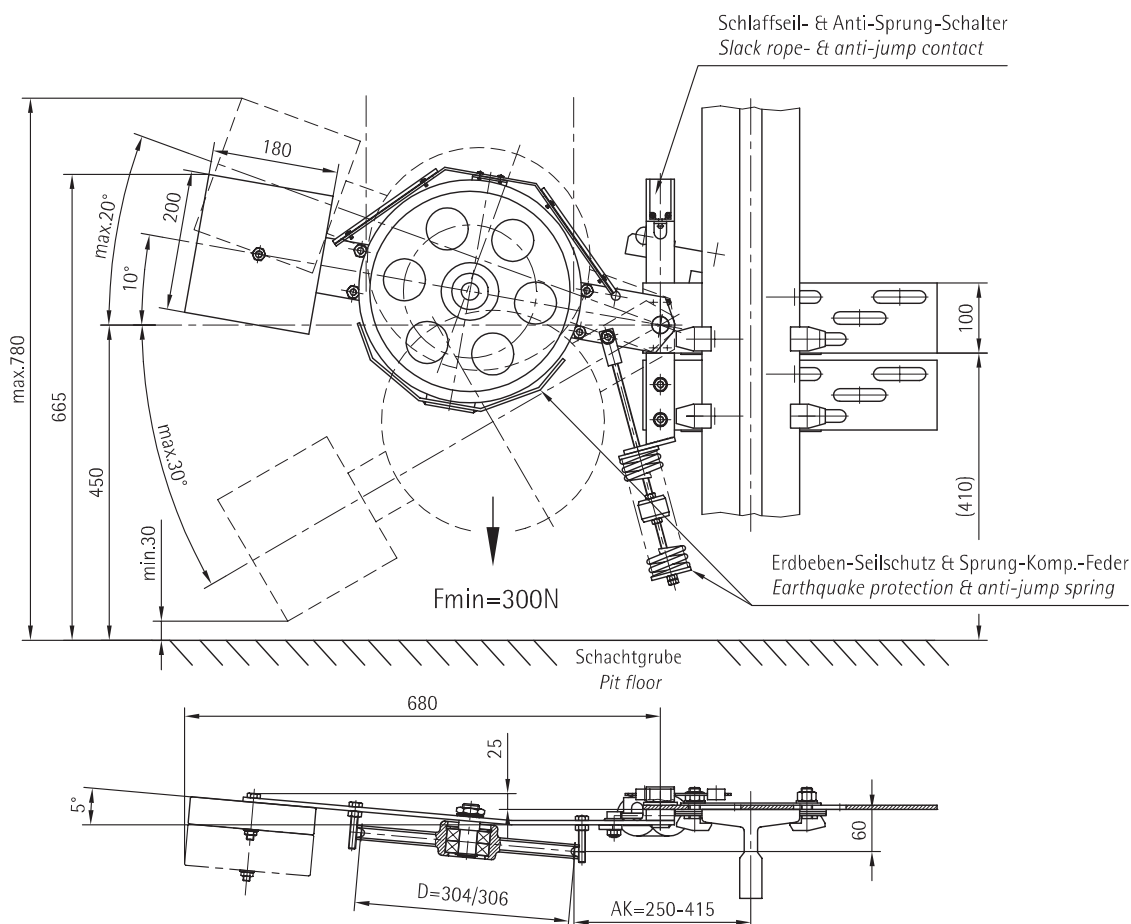 Schlaffseil- & Anti-Sprung-Schalter
Slack rope- & anti-jump contact
180
200
max.20°
10°
max.780
665
450
max.30°
min.30
100
(410)
Fmin=300N
Erdbeben-Seilschutz & Sprung-Komp.-Feder
Earthquake protection & anti-jump spring
Schachtgrube
Pit floor
680
25
5°
60
D=304/306
AK=250-415